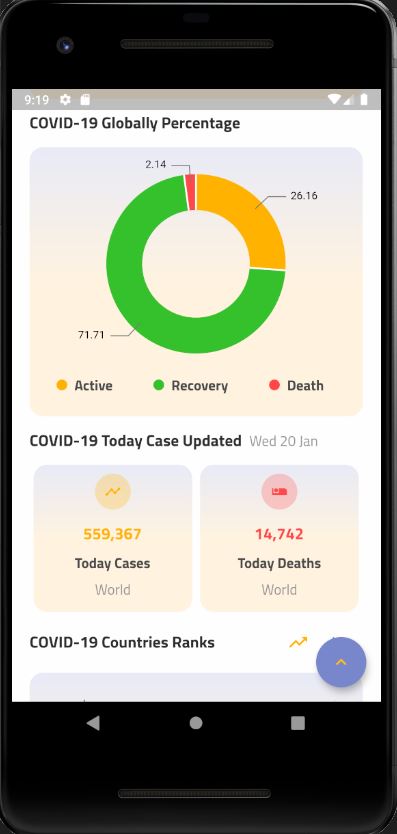 9:19
COVID-19 Globally Percentage
2.14
26.16
71.71
Active Recovery Death
COVID-19 Today Case Updated Wed 20 Jan
559,367 14,742
Today Cases Today Deaths
World World
COVID-19 Countries Ranks